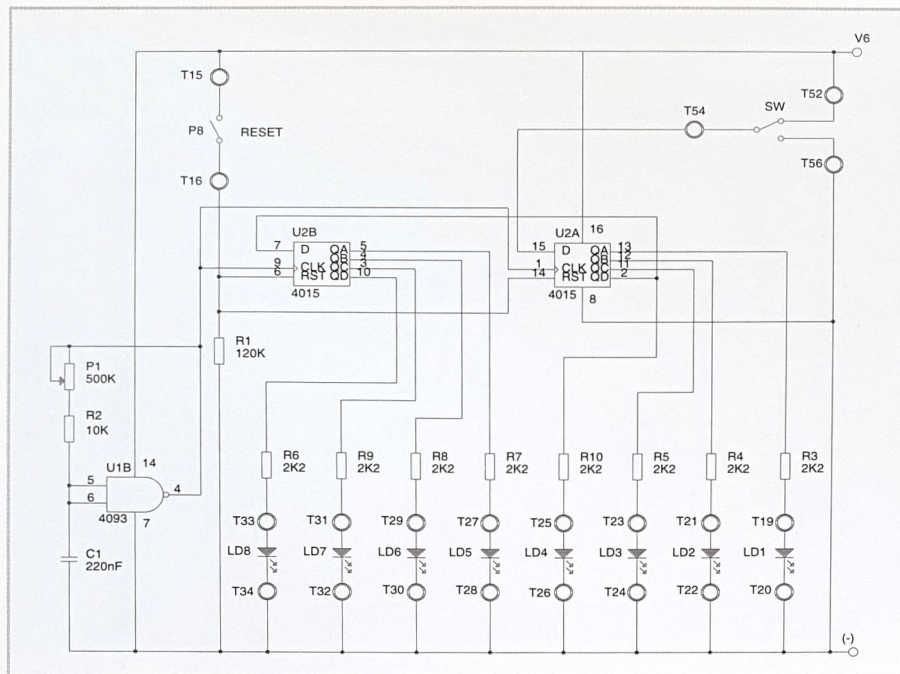 V6
T15
T52
T54
SW
P8
RESET
T56
T16
U2B
U2A
16
7
D
QA
5
QB
4
9
CLK
QC
3
6
RST
QD
10
4015
15
D
QA
13
QB
12
1
CLK
QC
11
14
RST
QD
2
4015
8
R1
120K
P1
500K
R2
10K
U1B
14
5
6
4
4093
7
C1
220nF
R6
2K2
R9
2K2
R8
2K2
R7
2K2
R10
2K2
R5
2K2
R4
2K2
R3
2K2
T33
T31
T29
T27
T25
T23
T21
T19
LD8
LD7
LD6
LD5
LD4
LD3
LD2
LD1
T34
T32
T30
T28
T26
T24
T22
T20
(-)